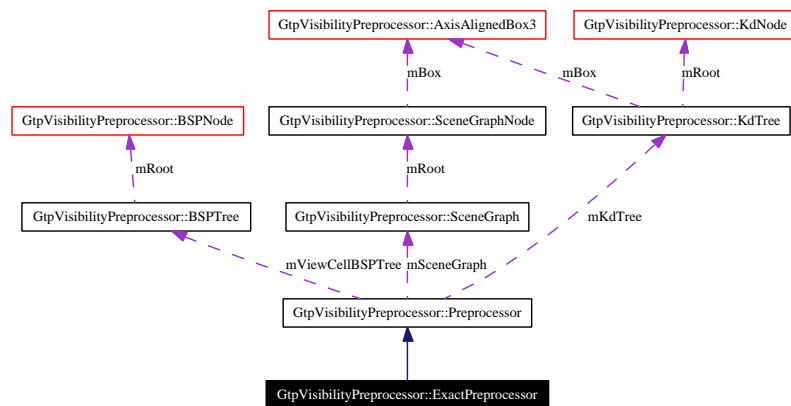 GtpVisibilityPreprocessor::AxisAlignedBox3
GtpVisibilityPreprocessor::KdNode
mBox
mBox
mRoot
GtpVisibilityPreprocessor::BSPNode
GtpVisibilityPreprocessor::SceneGraphNode
GtpVisibilityPreprocessor::KdTree
mRoot
mRoot
GtpVisibilityPreprocessor::BSPTree
GtpVisibilityPreprocessor::SceneGraph
mKdTree
mViewCellBSPTree
mSceneGraph
GtpVisibilityPreprocessor::Preprocessor
GtpVisibilityPreprocessor::ExactPreprocessor